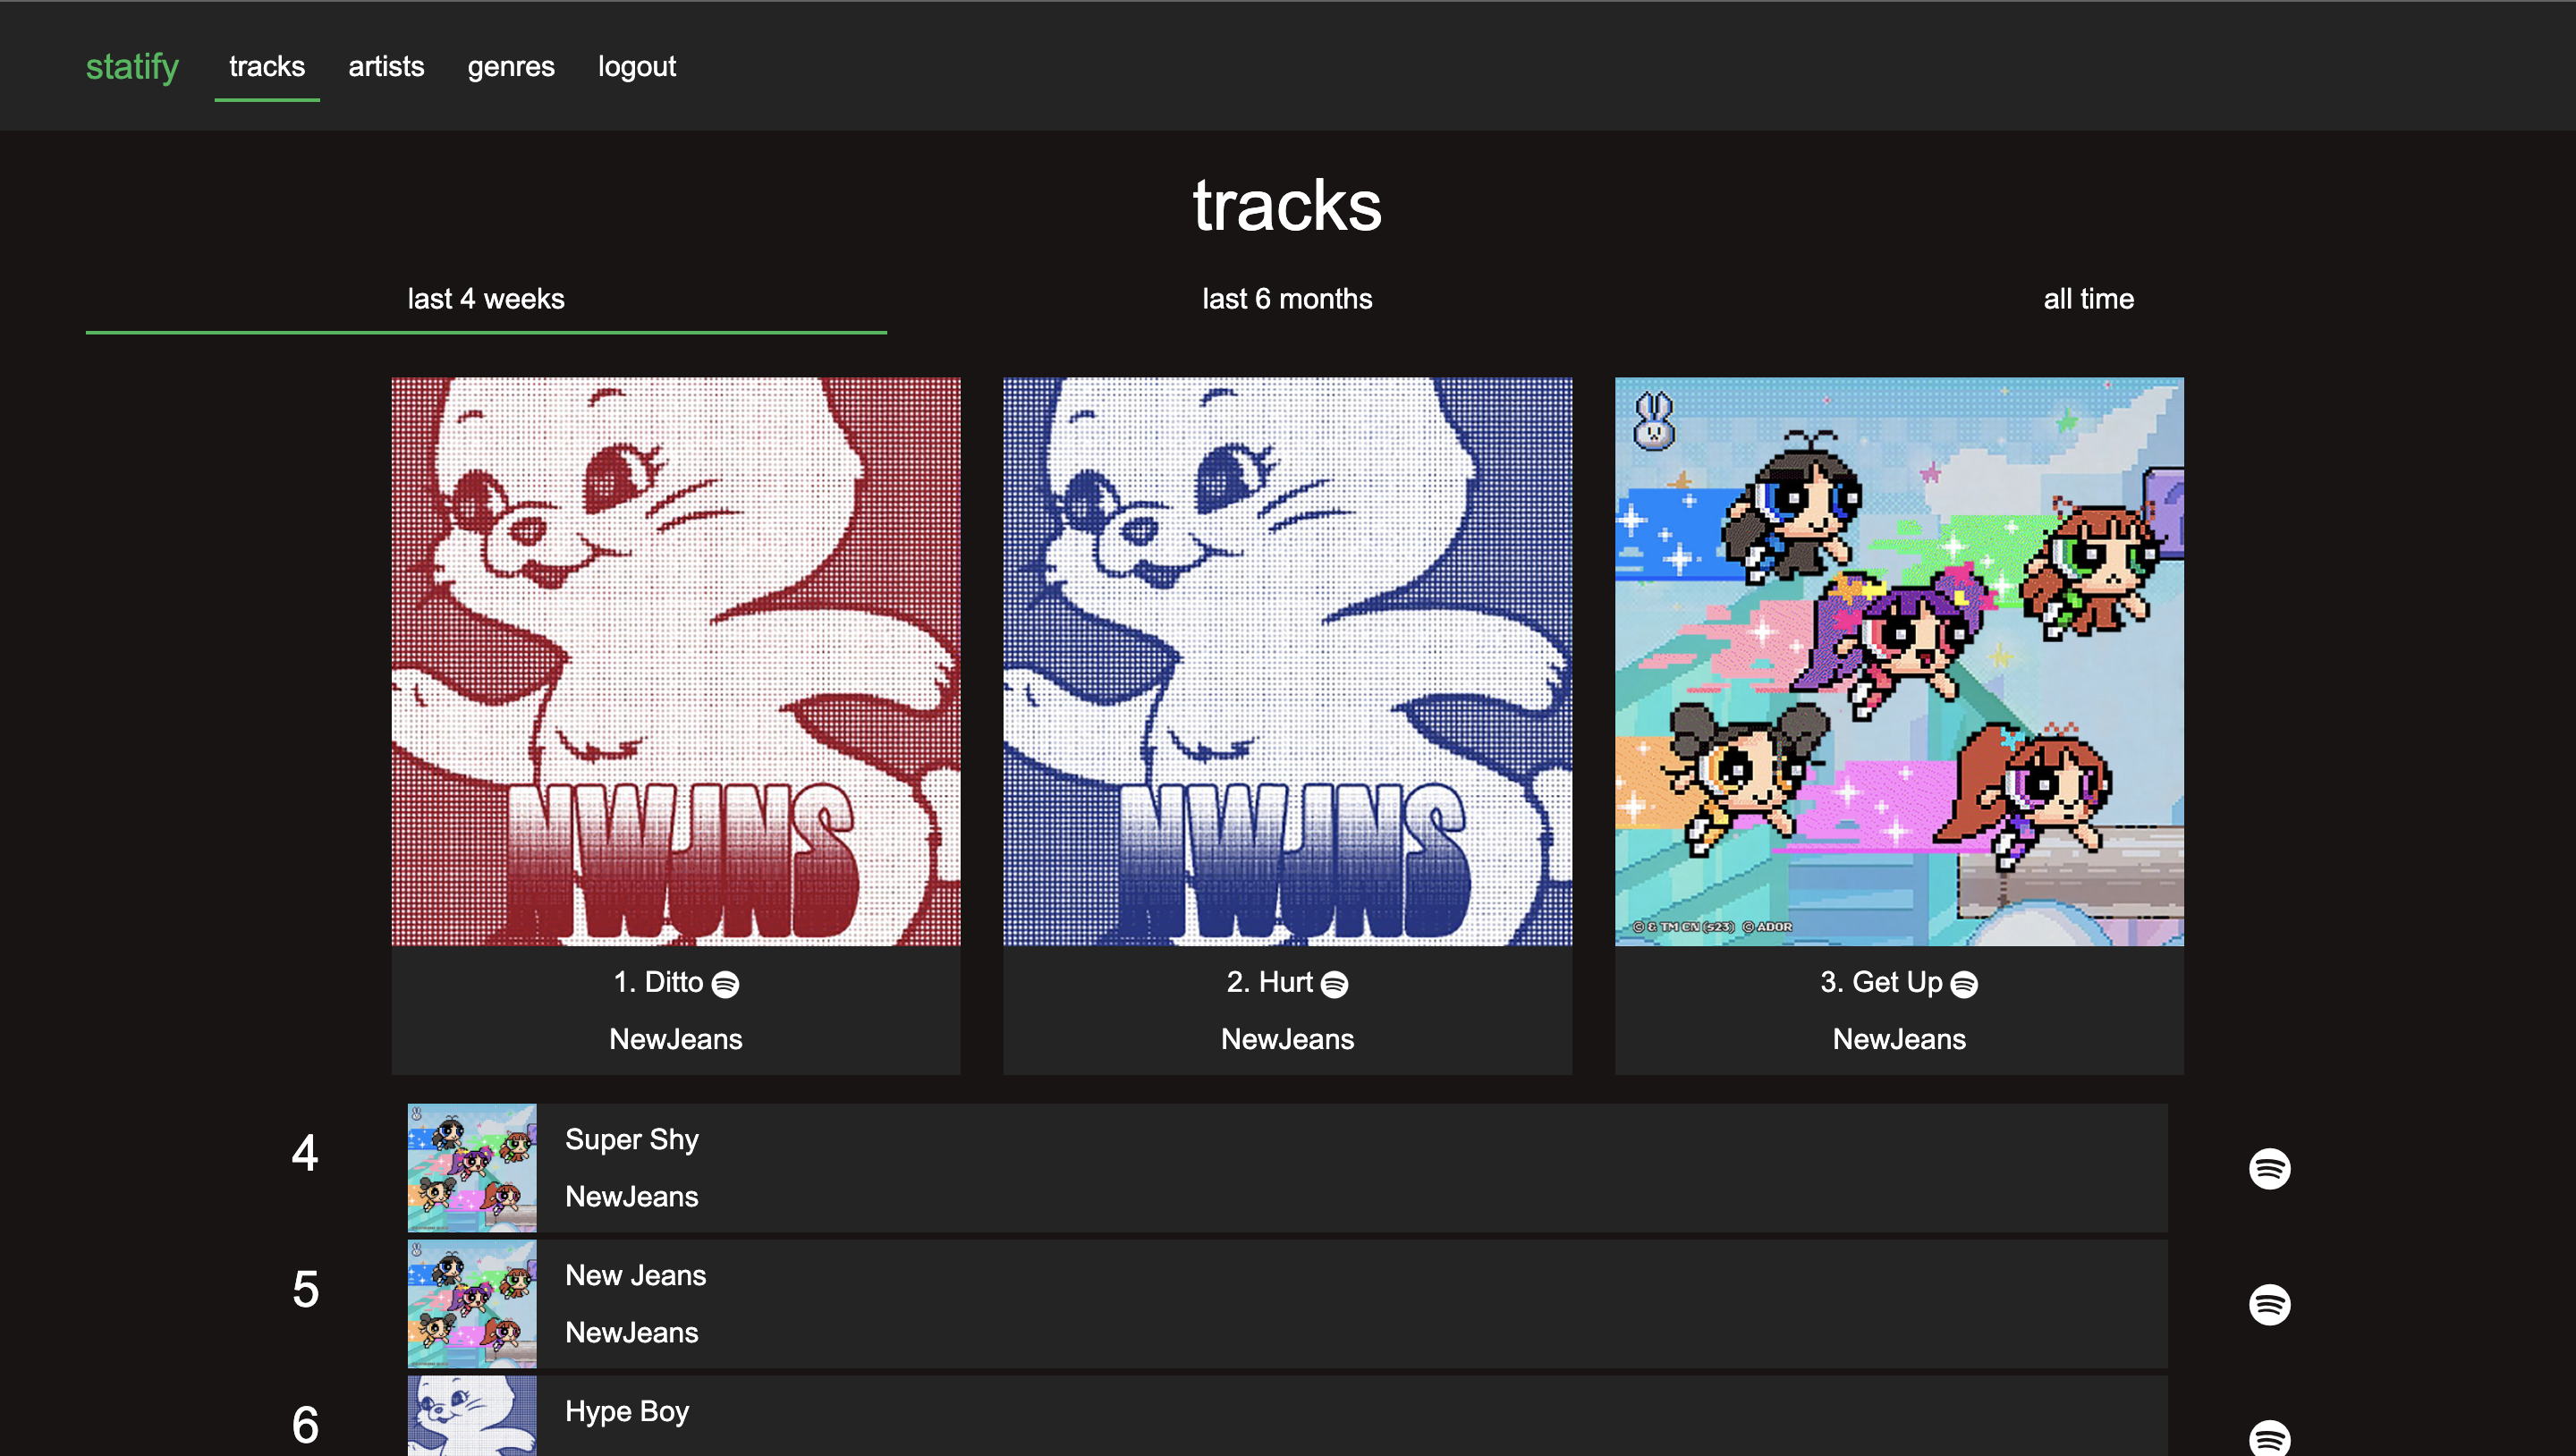 statify tracks artists genres logout
tracks
last 4 weeks last 6 months all time
NWJNS
NWJNS
© & TM CN (s23) © ADOR
1. Ditto
NewJeans
2. Hurt
NewJeans
3. Get Up
NewJeans
4
Super Shy
NewJeans
5
New Jeans
NewJeans
6
Hype Boy